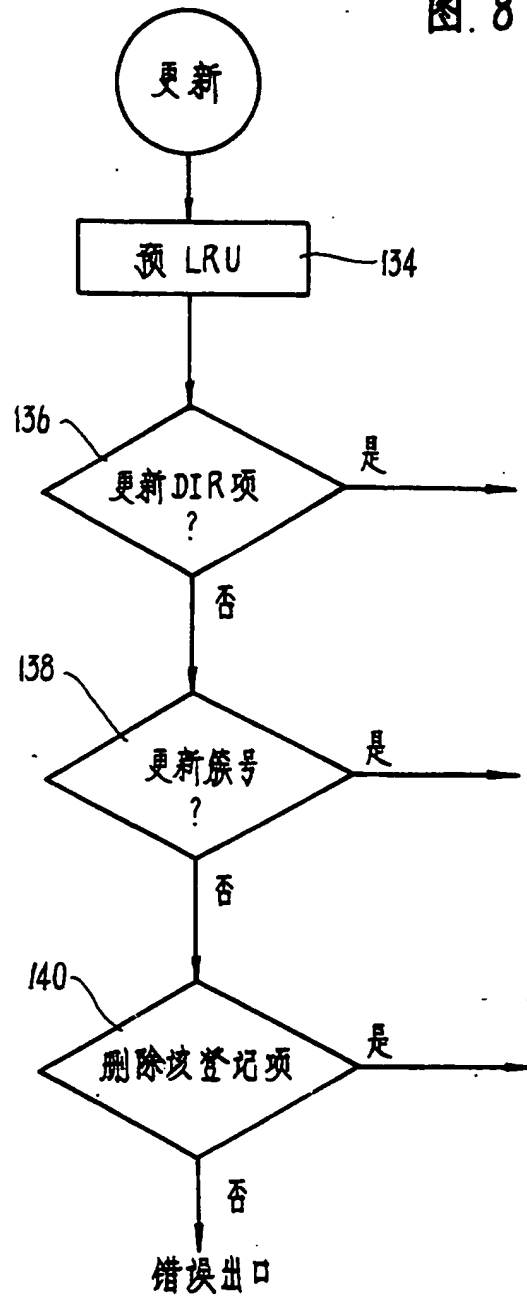 图. 8
更新
预 LRU
134
136
更新DIR项
?
是
否
138
更新簇号
?
是
否
140
删除该登记项
是
否
错误出口